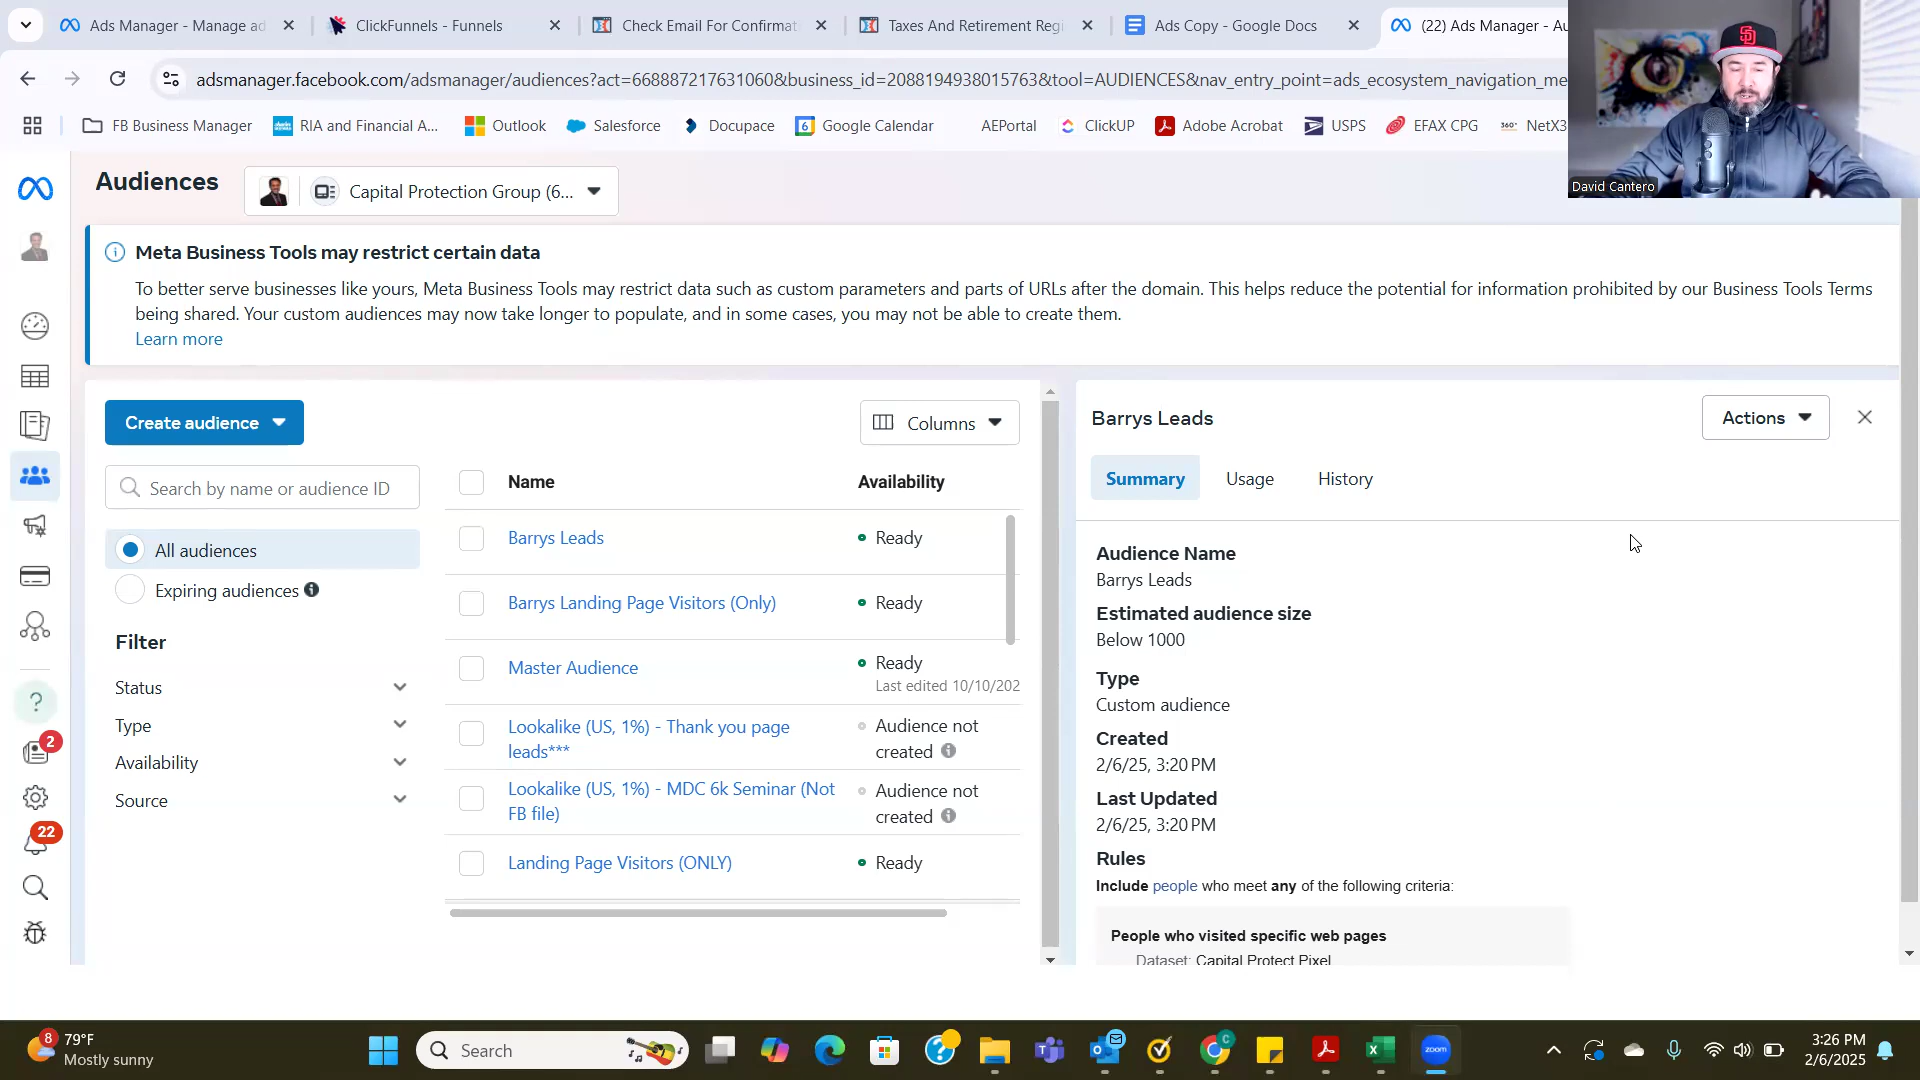 Ads Manager - Manage ad
ClickFunnels - Funnels
Check Email For Confirmat
Taxes And Retirement Reg
Ads Copy - Google Docs
(22) Ads Manager - Au
adsmanager.facebook.com/adsmanager/audiences?act=668887217631060&business_id=2088194938015763&tool=AUDIENCES&nav_entry_point=ads_ecosystem_navigation_me
FB Business Manager
RIA and Financial A...
Outlook
Salesforce
Docupace
Google Calendar
AEPortal
ClickUP
Adobe Acrobat
USPS
EFAX CPG
NetX3
David Cantero
Audiences
Capital Protection Group (6...
Meta Business Tools may restrict certain data
To better serve businesses like yours, Meta Business Tools may restrict data such as custom parameters and parts of URLs after the domain. This helps reduce the potential for information prohibited by our Business Tools Terms
being shared. Your custom audiences may now take longer to populate, and in some cases, you may not be able to create them.
Learn more
Create audience
Columns
Search by name or audience ID
All audiences
Expiring audiences
Filter
Status
Type
Availability
Source
Name
Availability
Barrys Leads
Ready
Barrys Landing Page Visitors (Only)
Ready
Master Audience
Ready
Last edited 10/10/202
Lookalike (US, 1%) - Thank you page
leads***
Audience not
created
Lookalike (US, 1%) - MDC 6k Seminar (Not
FB file)
Audience not
created
Landing Page Visitors (ONLY)
Ready
Barrys Leads
Actions
Summary
Usage
History
Audience Name
Barrys Leads
Estimated audience size
Below 1000
Type
Custom audience
Created
2/6/25, 3:20 PM
Last Updated
2/6/25, 3:20 PM
Rules
Include people who meet any of the following criteria:
People who visited specific web pages
Dataset: Capital Protect Pixel
2
22
8
79°F
Mostly sunny
Search
zoom
3:26 PM
2/6/2025